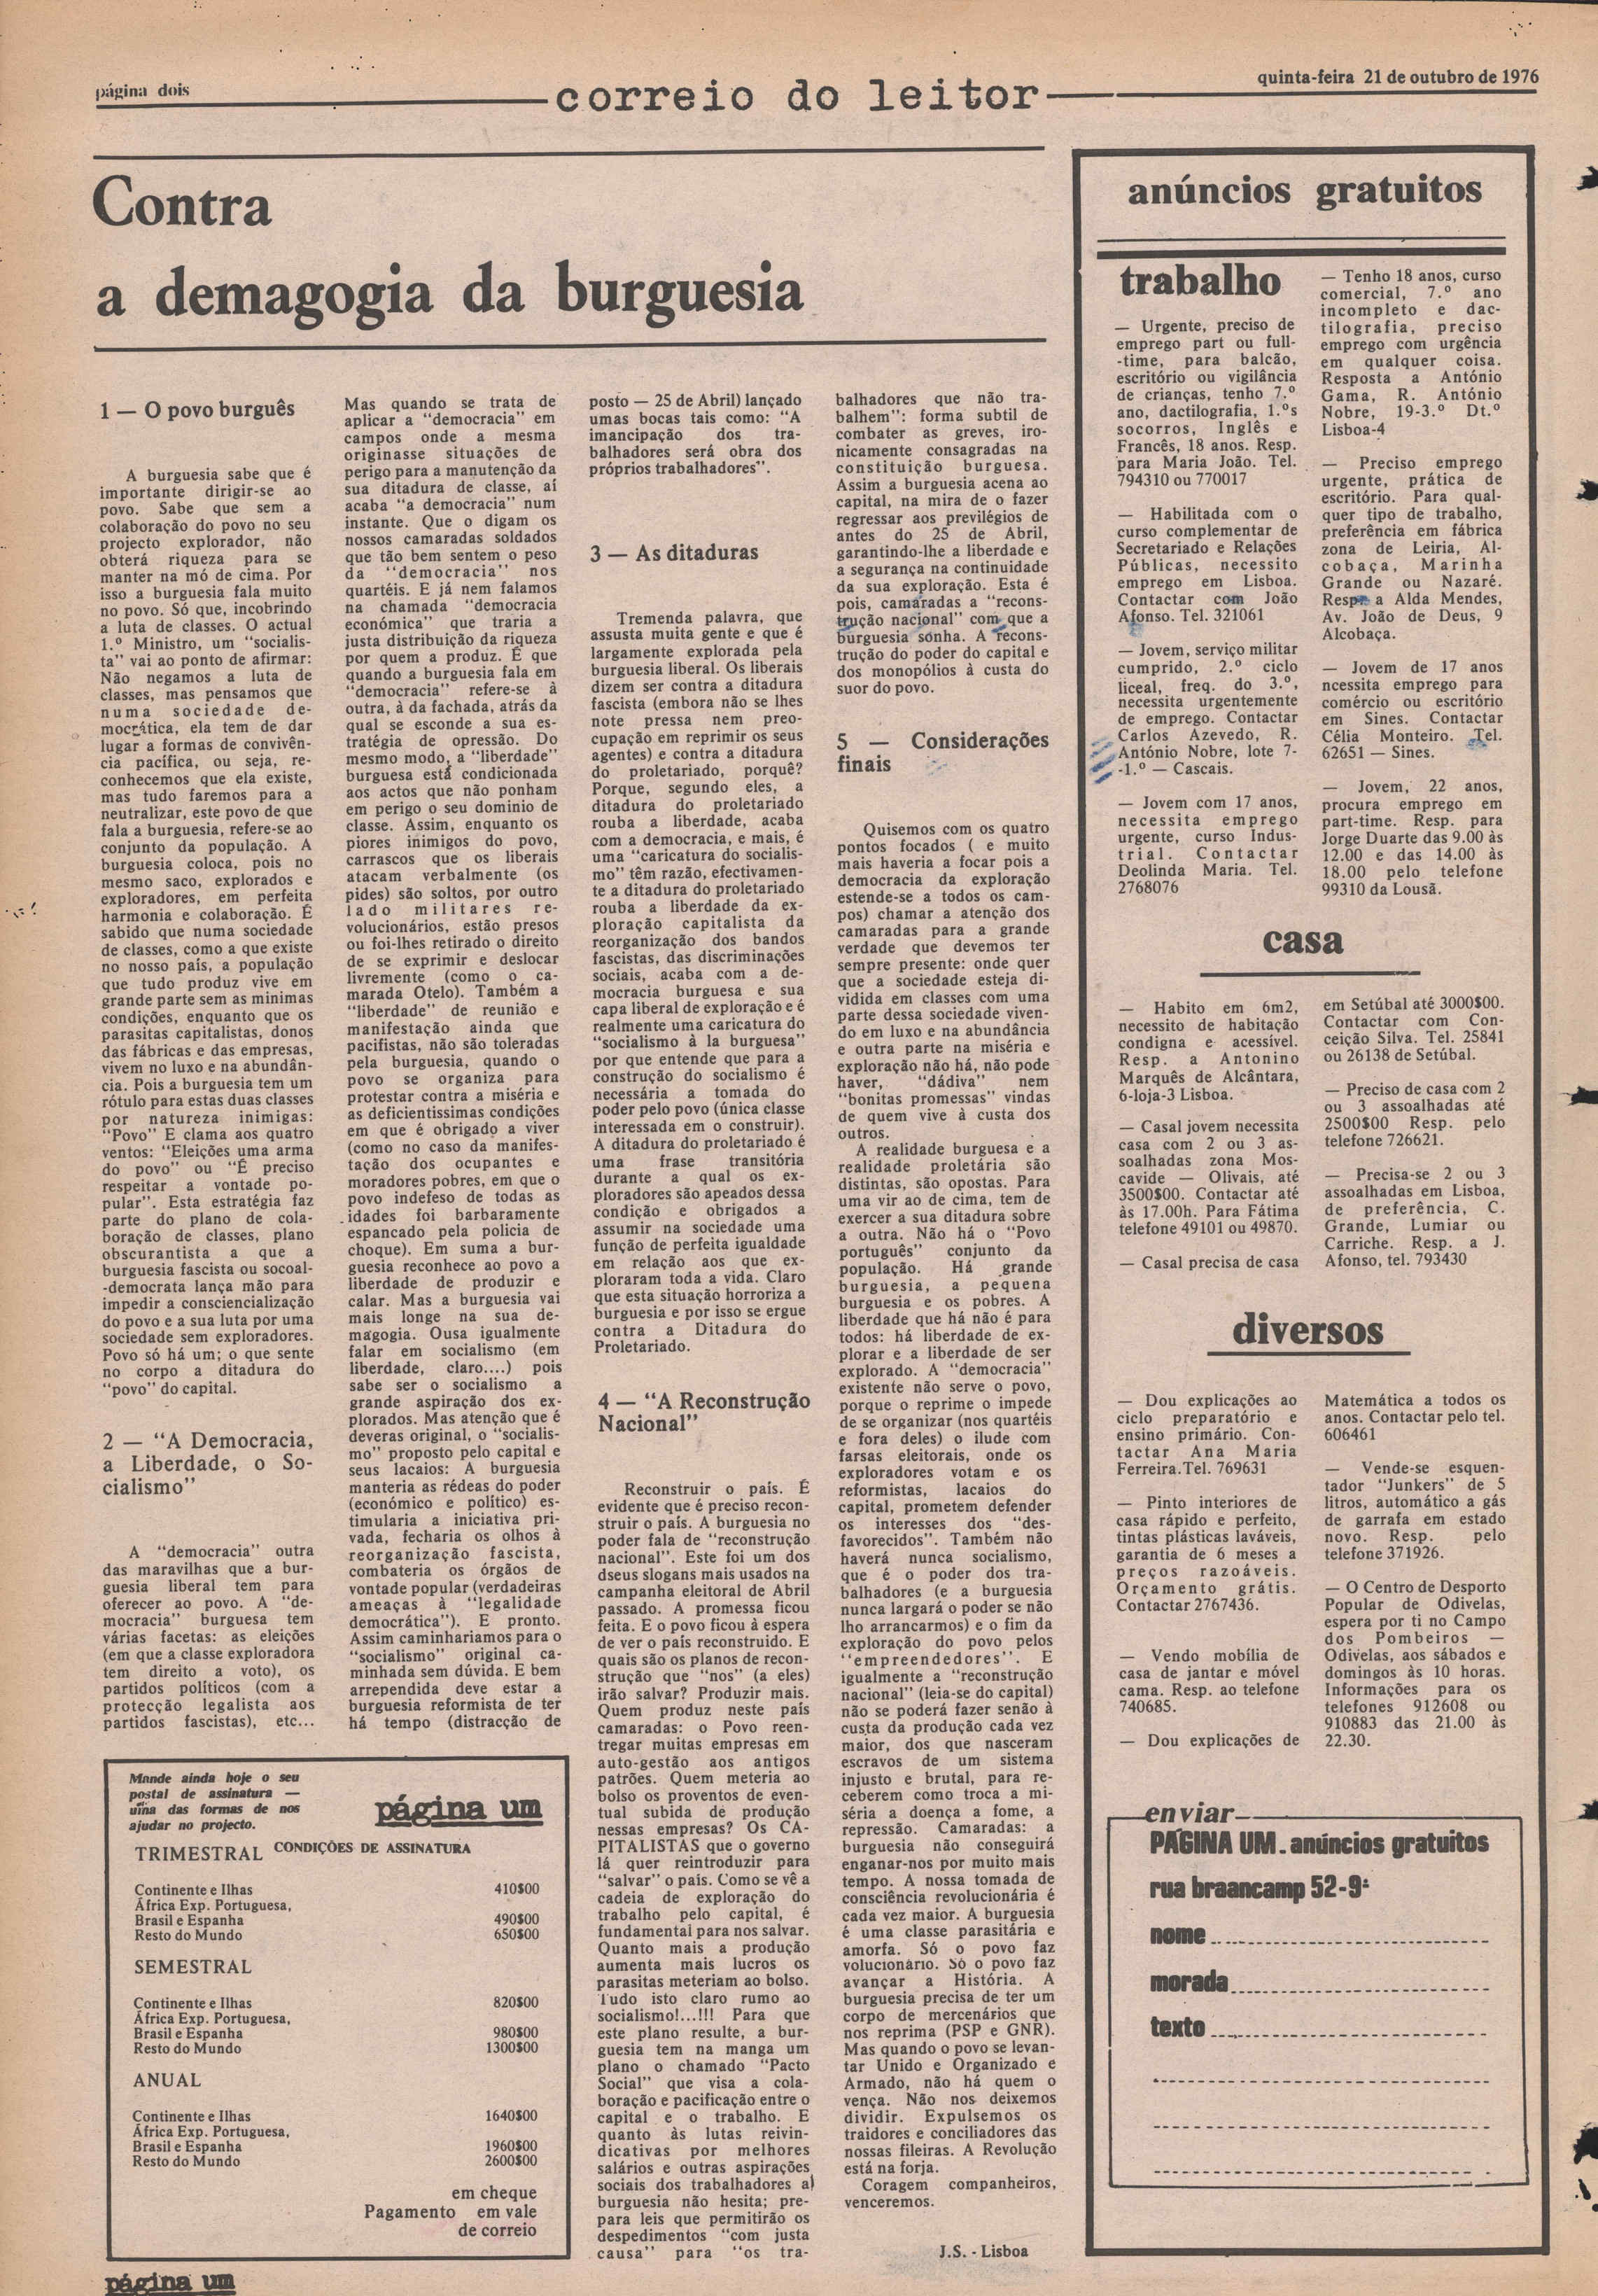 página dois
correio do leitor
quinta-feira 21 de outubro de 1976
Contra
a demagogia da burguesia
1 — O povo burguês
A burguesia sabe que é
importante dirigir-se ao
povo. Sabe que sem a
colaboração do povo no seu
projecto explorador, não
obterá riqueza para se
manter na mó de cima. Por
isso a burguesia fala muito
no povo. Só que, incobrindo
a luta de classes. O actual
1.º Ministro, um "socialis-
ta" vai ao ponto de afirmar:
Não negamos a luta de
classes, mas pensamos que
numa sociedade de-
mocrática, ela tem de dar
lugar a formas de convivên-
cia pacífica, ou seja, re-
conhecemos que ela existe,
mas tudo faremos para a
neutralizar, este povo de que
fala a burguesia, refere-se ao
conjunto da população. A
burguesia coloca, pois no
mesmo saco, explorados e
exploradores, em perfeita
harmonia e colaboração. É
sabido que numa sociedade
de classes, como a que existe
no nosso país, a população
que tudo produz vive em
grande parte sem as minimas
condições, enquanto que os
parasitas capitalistas, donos
das fábricas e das empresas,
vivem no luxo e na abundân-
cia. Pois a burguesia tem um
rótulo para estas duas classes
por natureza inimigas:
"Povo" E clama aos quatro
ventos: "Eleições uma arma
do povo" ou "É preciso
respeitar a vontade po-
pular". Esta estratégia faz
parte do plano de cola-
boração de classes, plano
obscurantista a que a
burguesia fascista ou socoal-
-democrata lança mão para
impedir a consciencialização
do povo e a sua luta por uma
sociedade sem exploradores.
Povo só há um; o que sente
no corpo a ditadura do
"povo" do capital.
2 — "A Democracia,
a Liberdade, o So-
cialismo"
A "democracia" outra
das maravilhas que a bur-
guesia liberal tem para
oferecer ao povo. A "de-
mocracia" burguesa tem
várias facetas: as eleições
(em que a classe exploradora
tem direito a voto), os
partidos políticos (com a
protecção legalista aos
partidos fascistas), etc...
Mas quando se trata de
aplicar a "democracia" em
campos onde a mesma
originasse situações de
perigo para a manutenção da
sua ditadura de classe, aí
acaba "a democracia" num
instante. Que o digam os
nossos camaradas soldados
que tão bem sentem o peso
da "democracia" nos
quartéis. E já nem falamos
na chamada "democracia
económica" que traria a
justa distribuição da riqueza
por quem a produz. É que
quando a burguesia fala em
"democracia" refere-se à
outra, à da fachada, atrás da
qual se esconde a sua es-
tratégia de opressão. Do
mesmo modo, a "liberdade"
burguesa está condicionada
aos actos que não ponham
em perigo o seu dominio de
classe. Assim, enquanto os
piores inimigos do povo,
carrascos que os liberais
atacam verbalmente (os
pides) são soltos, por outro
lado militares re-
volucionários, estão presos
ou foi-lhes retirado o direito
de se exprimir e deslocar
livremente (como o ca-
marada Otelo). Também a
"liberdade" de reunião e
manifestação ainda que
pacifistas, não são toleradas
pela burguesia, quando o
povo se organiza para
protestar contra a miséria e
as deficientissimas condições
em que é obrigado a viver
(como no caso da manifes-
tação dos ocupantes e
moradores pobres, em que o
povo indefeso de todas as
idades foi barbaramente
espancado pela policia de
choque). Em suma a bur-
guesia reconhece ao povo a
liberdade de produzir e
calar. Mas a burguesia vai
mais longe na sua de-
magogia. Ousa igualmente
falar em socialismo (em
liberdade, claro....) pois
sabe ser o socialismo a
grande aspiração dos ex-
plorados. Mas atenção que é
deveras original, o "socialis-
mo" proposto pelo capital e
seus lacaios: A burguesia
manteria as rédeas do poder
(económico e político) es-
timularia a iniciativa pri-
vada, fecharia os olhos à
reorganização fascista,
combateria os órgãos de
vontade popular (verdadeiras
ameaças à "legalidade
democrática"). E pronto.
Assim caminhariamos para o
"socialismo" original ca-
minhada sem dúvida. E bem
arrependida deve estar a
burguesia reformista de ter
há tempo (distracção de
posto — 25 de Abril) lançado
umas bocas tais como: "A
imancipação dos tra-
balhadores será obra dos
próprios trabalhadores".
3 — As ditaduras
Tremenda palavra, que
assusta muita gente e que é
largamente explorada pela
burguesia liberal. Os liberais
dizem ser contra a ditadura
fascista (embora não se lhes
note pressa nem preo-
cupação em reprimir os seus
agentes) e contra a ditadura
do proletariado, porquê?
Porque, segundo eles, a
ditadura do proletariado
rouba a liberdade, acaba
com a democracia, e mais, é
uma "caricatura do socialis-
mo" têm razão, efectivamen-
te a ditadura do proletariado
rouba a liberdade da ex-
ploração capitalista da
reorganização dos bandos
fascistas, das discriminações
sociais, acaba com a de-
mocracia burguesa e sua
capa liberal de exploração e é
realmente uma caricatura do
"socialismo à la burguesa"
por que entende que para a
construção do socialismo é
necessária a tomada do
poder pelo povo (única classe
interessada em o construir).
A ditadura do proletariado é
uma frase transitória
durante a qual os ex-
ploradores são apeados dessa
condição e obrigados a
assumir na sociedade uma
função de perfeita igualdade
em relação aos que ex-
ploraram toda a vida. Claro
que esta situação horroriza a
burguesia e por isso se ergue
contra a Ditadura do
Proletariado.
4 — "A Reconstrução
Nacional"
Reconstruir o país. É
evidente que é preciso recon-
struir o país. A burguesia no
poder fala de "reconstrução
nacional". Este foi um dos
dseus slogans mais usados na
campanha eleitoral de Abril
passado. A promessa ficou
feita. E o povo ficou à espera
de ver o país reconstruido. E
quais são os planos de recon-
strução que "nos" (a eles)
irão salvar? Produzir mais.
Quem produz neste país
camaradas: o Povo reen-
tregar muitas empresas em
auto-gestão aos antigos
patrões. Quem meteria ao
bolso os proventos de even-
tual subida de produção
nessas empresas? Os CA-
PITALISTAS que o governo
lá quer reintroduzir para
"salvar" o país. Como se vê a
cadeia de exploração do
trabalho pelo capital, é
fundamental para nos salvar.
Quanto mais a produção
aumenta mais lucros os
parasitas meteriam ao bolso.
Tudo isto claro rumo ao
socialismo!...!!! Para que
este plano resulte, a bur-
guesia tem na manga um
plano o chamado "Pacto
Social" que visa a cola-
boração e pacificação entre o
capital e o trabalho. E
quanto às lutas reivin-
dicativas por melhores
salários e outras aspirações
sociais dos trabalhadores a
burguesia não hesita; pre-
para leis que permitirão os
despedimentos "com justa
causa" para "os tra-
balhadores que não tra-
balhem": forma subtil de
combater as greves, iro-
nicamente consagradas na
constituição burguesa.
Assim a burguesia acena ao
capital, na mira de o fazer
regressar aos previlégios de
antes do 25 de Abril,
garantindo-lhe a liberdade e
a segurança na continuidade
da sua exploração. Esta é
pois, camaradas a "recons-
trução nacional" com que a
burguesia sonha. A recons-
trução do poder do capital e
dos monopólios à custa do
suor do povo.
5 — Considerações
finais
Quisemos com os quatro
pontos focados ( e muito
mais haveria a focar pois a
democracia da exploração
estende-se a todos os cam-
pos) chamar a atenção dos
camaradas para a grande
verdade que devemos ter
sempre presente: onde quer
que a sociedade esteja di-
vidida em classes com uma
parte dessa sociedade viven-
do em luxo e na abundância
e outra parte na miséria e
exploração não há, não pode
haver, "dádiva" nem
"bonitas promessas" vindas
de quem vive à custa dos
outros.
A realidade burguesa e a
realidade proletária são
distintas, são opostas. Para
uma vir ao de cima, tem de
exercer a sua ditadura sobre
a outra. Não há o "Povo
português" conjunto da
população. Há grande
burguesia, a pequena
burguesia e os pobres. A
liberdade que há não é para
todos: há liberdade de ex-
plorar e a liberdade de ser
explorado. A "democracia"
existente não serve o povo,
porque o reprime o impede
de se organizar (nos quartéis
e fora deles) o ilude com
farsas eleitorais, onde os
exploradores votam e os
reformistas, lacaios do
capital, prometem defender
os interesses dos "des-
favorecidos". Também não
haverá nunca socialismo,
que é o poder dos tra-
balhadores (e a burguesia
nunca largará o poder se não
lho arrancarmos) e o fim da
exploração do povo pelos
"empreendedores". E
igualmente a "reconstrução
nacional" (leia-se do capital)
não se poderá fazer senão à
custa da produção cada vez
maior, dos que nasceram
escravos de um sistema
injusto e brutal, para re-
ceberem como troca a mi-
séria a doença a fome, a
repressão. Camaradas: a
burguesia não conseguirá
enganar-nos por muito mais
tempo. A nossa tomada de
consciência revolucionária é
cada vez maior. A burguesia
é uma classe parasitária e
amorfa. Só o povo faz
volucionário. Só o povo faz
avançar a História. A
burguesia precisa de ter um
corpo de mercenários que
nos reprima (PSP e GNR).
Mas quando o povo se levan-
tar Unido e Organizado e
Armado, não há quem o
vença. Não nos deixemos
dividir. Expulsemos os
traidores e conciliadores das
nossas fileiras. A Revolução
está na forja.
Coragem companheiros,
venceremos.
J.S. - Lisboa
Mande ainda hoje o seu
postal de assinatura —
uma das formas de nos
ajudar no projecto.
página um
CONDIÇÕES DE ASSINATURA
TRIMESTRAL
Continente e Ilhas 410$00
África Exp. Portuguesa,
Brasil e Espanha 490$00
Resto do Mundo 650$00
SEMESTRAL
Continente e Ilhas 820$00
África Exp. Portuguesa,
Brasil e Espanha 980$00
Resto do Mundo 1300$00
ANUAL
Continente e Ilhas 1640$00
África Exp. Portuguesa,
Brasil e Espanha 1960$00
Resto do Mundo 2600$00
em cheque
Pagamento em vale
de correio
página um
anúncios gratuitos
trabalho
— Urgente, preciso de
emprego part ou full-
-time, para balcão,
escritório ou vigilância
de crianças, tenho 7.º
ano, dactilografia, 1.ºs
socorros, Inglês e
Francês, 18 anos. Resp.
para Maria João. Tel.
794310 ou 770017
— Habilitada com o
curso complementar de
Secretariado e Relações
Públicas, necessito
emprego em Lisboa.
Contactar com João
Afonso. Tel. 321061
— Jovem, serviço militar
cumprido, 2.º ciclo
liceal, freq. do 3.º,
necessita urgentemente
de emprego. Contactar
Carlos Azevedo, R.
António Nobre, lote 7-
-1.º — Cascais.
— Jovem com 17 anos,
necessita emprego
urgente, curso Indus-
trial. Contactar
Deolinda Maria. Tel.
2768076
— Tenho 18 anos, curso
comercial, 7.º ano
incompleto e dac-
tilografia, preciso
emprego com urgência
em qualquer coisa.
Resposta a António
Gama, R. António
Nobre, 19-3.º Dt.º
Lisboa-4
— Preciso emprego
urgente, prática de
escritório. Para qual-
quer tipo de trabalho,
preferência em fábrica
zona de Leiria, Al-
cobaça, Marinha
Grande ou Nazaré.
Resp. a Alda Mendes,
Av. João de Deus, 9
Alcobaça.
— Jovem de 17 anos
ncessita emprego para
comércio ou escritório
em Sines. Contactar
Célia Monteiro. Tel.
62651 — Sines.
— Jovem, 22 anos,
procura emprego em
part-time. Resp. para
Jorge Duarte das 9.00 às
12.00 e das 14.00 às
18.00 pelo telefone
99310 da Lousã.
casa
— Habito em 6m2,
necessito de habitação
condigna e acessível.
Resp. a Antonino
Marquês de Alcântara,
6-loja-3 Lisboa.
— Casal jovem necessita
casa com 2 ou 3 as-
soalhadas zona Mos-
cavide — Olivais, até
3500$00. Contactar até
às 17.00h. Para Fátima
telefone 49101 ou 49870.
— Casal precisa de casa
em Setúbal até 3000$00.
Contactar com Con-
ceição Silva. Tel. 25841
ou 26138 de Setúbal.
— Preciso de casa com 2
ou 3 assoalhadas até
2500$00 Resp. pelo
telefone 726621.
— Precisa-se 2 ou 3
assoalhadas em Lisboa,
de preferência, C.
Grande, Lumiar ou
Carriche. Resp. a J.
Afonso, tel. 793430
diversos
— Dou explicações ao
ciclo preparatório e
ensino primário. Con-
tactar Ana Maria
Ferreira.Tel. 769631
— Pinto interiores de
casa rápido e perfeito,
tintas plásticas laváveis,
garantia de 6 meses a
preços razoáveis.
Orçamento grátis.
Contactar 2767436.
— Vendo mobília de
casa de jantar e móvel
cama. Resp. ao telefone
740685.
— Dou explicações de
Matemática a todos os
anos. Contactar pelo tel.
606461
— Vende-se esquen-
tador "Junkers" de 5
litros, automático a gás
de garrafa em estado
novo. Resp. pelo
telefone 371926.
— O Centro de Desporto
Popular de Odivelas,
espera por ti no Campo
dos Pombeiros —
Odivelas, aos sábados e
domingos às 10 horas.
Informações para os
telefones 912608 ou
910883 das 21.00 às
22.30.
enviar
PÁGINA UM - anúncios gratuitos
rua braancamp 52-9º
nome
morada
texto